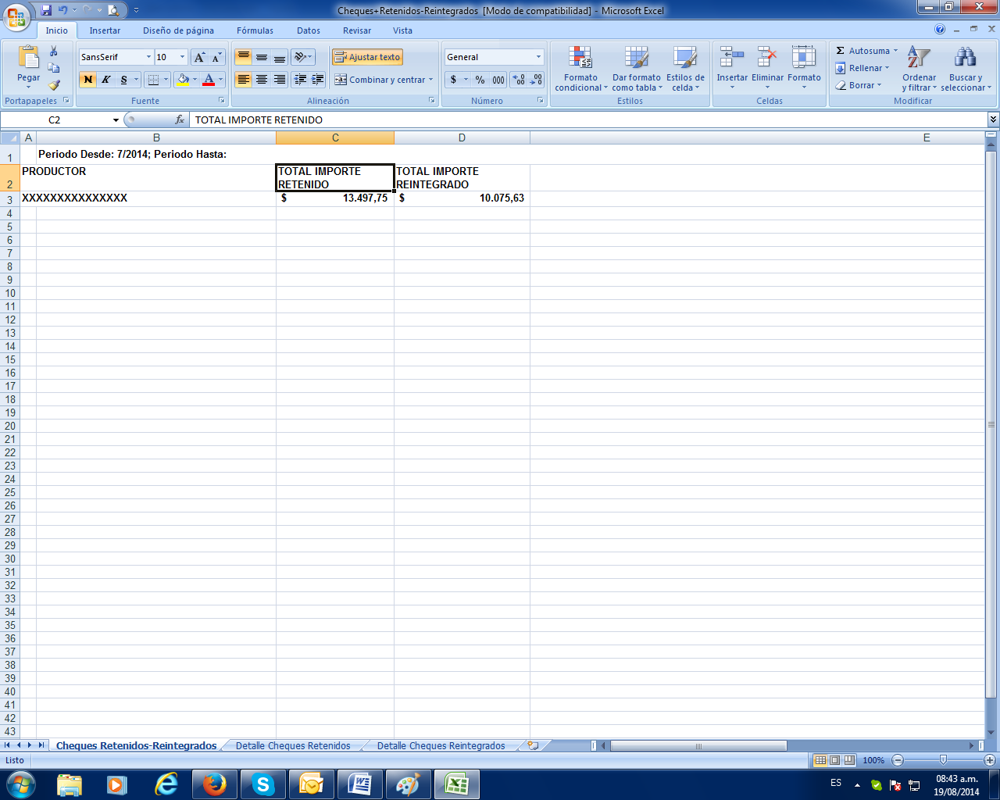 Cheques+Retenidos-Reintegrados [Modo de compatibilidad] - Microsoft Excel
Inicio Insertar Diseño de página Fórmulas Datos Revisar Vista
Pegar
Portapapeles
SansSerif 10
N K S A
Fuente
Ajustar texto
Combinar y centrar
Alineación
General
$ % 000
Número
Formato condicional
Dar formato como tabla
Estilos de celda
Estilos
Insertar Eliminar Formato
Celdas
Σ Autosuma
Rellenar
Borrar
Ordenar y filtrar
Buscar y seleccionar
Modificar
C2 fx TOTAL IMPORTE RETENIDO
A B C D E
1 Periodo Desde: 7/2014; Periodo Hasta:
2 PRODUCTOR TOTAL IMPORTE RETENIDO TOTAL IMPORTE REINTEGRADO
3 XXXXXXXXXXXXXXX $ 13.497,75 $ 10.075,63
4
5
6
7
8
9
10
11
12
13
14
15
16
17
18
19
20
21
22
23
24
25
26
27
28
29
30
31
32
33
34
35
36
37
38
39
40
41
42
43
Cheques Retenidos-Reintegrados Detalle Cheques Retenidos Detalle Cheques Reintegrados
Listo 100%
ES 08:43 a.m.
19/08/2014